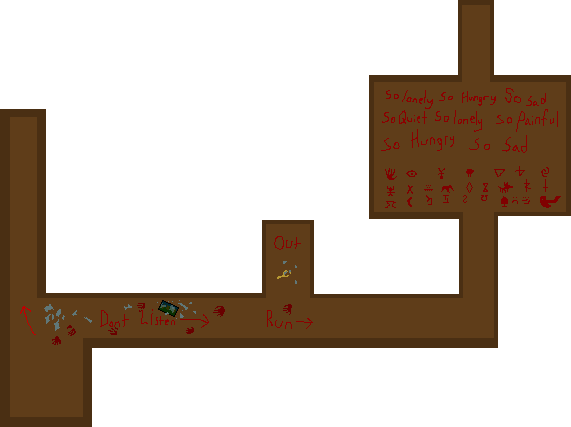 So lonely So Hungry So Sad
So Quiet So lonely So Painful
So Hungry So Sad
Out
Dont Listen
Run